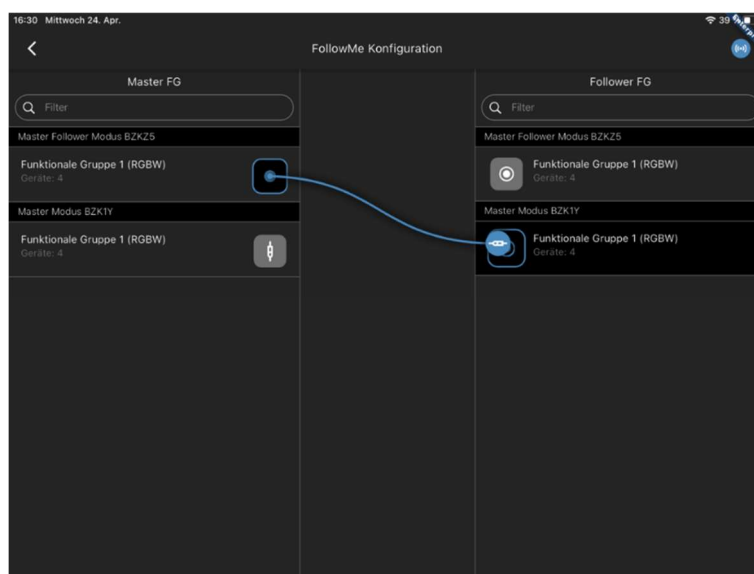 16:30 Mittwoch 24. Apr.
39
FollowMe Konfiguration
Master FG
Filter
Master Follower Modus BZKZ5
Funktionale Gruppe 1 (RGBW)
Geräte: 4
Master Modus BZK1Y
Funktionale Gruppe 1 (RGBW)
Geräte: 4
Follower FG
Filter
Master Follower Modus BZKZ5
Funktionale Gruppe 1 (RGBW)
Geräte: 4
Master Modus BZK1Y
Funktionale Gruppe 1 (RGBW)
Geräte: 4